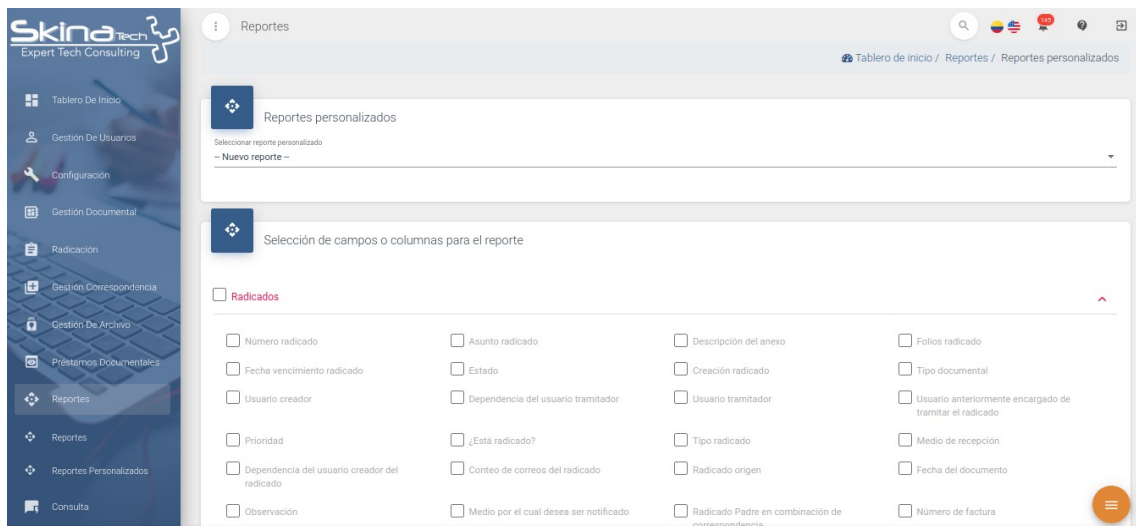 Skina Tech
Expert Tech Consulting
Reportes
145
Tablero de inicio / Reportes / Reportes personalizados
Tablero De Inicio
Gestión De Usuarios
Configuración
Gestión Documental
Radicación
Gestión Correspondencia
Gestión De Archivo
Préstamos Documentales
Reportes
Reportes
Reportes Personalizados
Consulta
Reportes personalizados
Seleccionar reporte personalizado
-- Nuevo reporte --
Selección de campos o columnas para el reporte
Radicados
Número radicado
Asunto radicado
Descripción del anexo
Folios radicado
Fecha vencimiento radicado
Estado
Creación radicado
Tipo documental
Usuario creador
Dependencia del usuario tramitador
Usuario tramitador
Usuario anteriormente encargado de
tramitar el radicado
Prioridad
¿Está radicado?
Tipo radicado
Medio de recepción
Dependencia del usuario creador del
radicado
Conteo de correos del radicado
Radicado origen
Fecha del documento
Observación
Medio por el cual desea ser notificado
Radicado Padre en combinación de
correspondencia
Número de factura